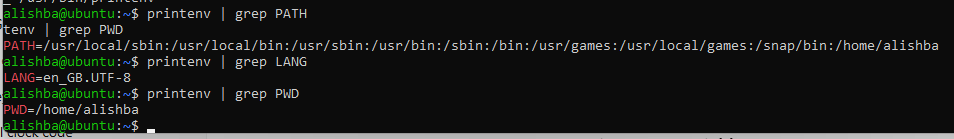 alishba@ubuntu:~$ printenv | grep PATH
tenv | grep PWD
PATH=/usr/local/sbin:/usr/local/bin:/usr/sbin:/usr/bin:/sbin:/bin:/usr/games:/usr/local/games:/snap/bin:/home/alishba
alishba@ubuntu:~$ printenv | grep LANG
LANG=en_GB.UTF-8
alishba@ubuntu:~$ printenv | grep PWD
PWD=/home/alishba
alishba@ubuntu:~$